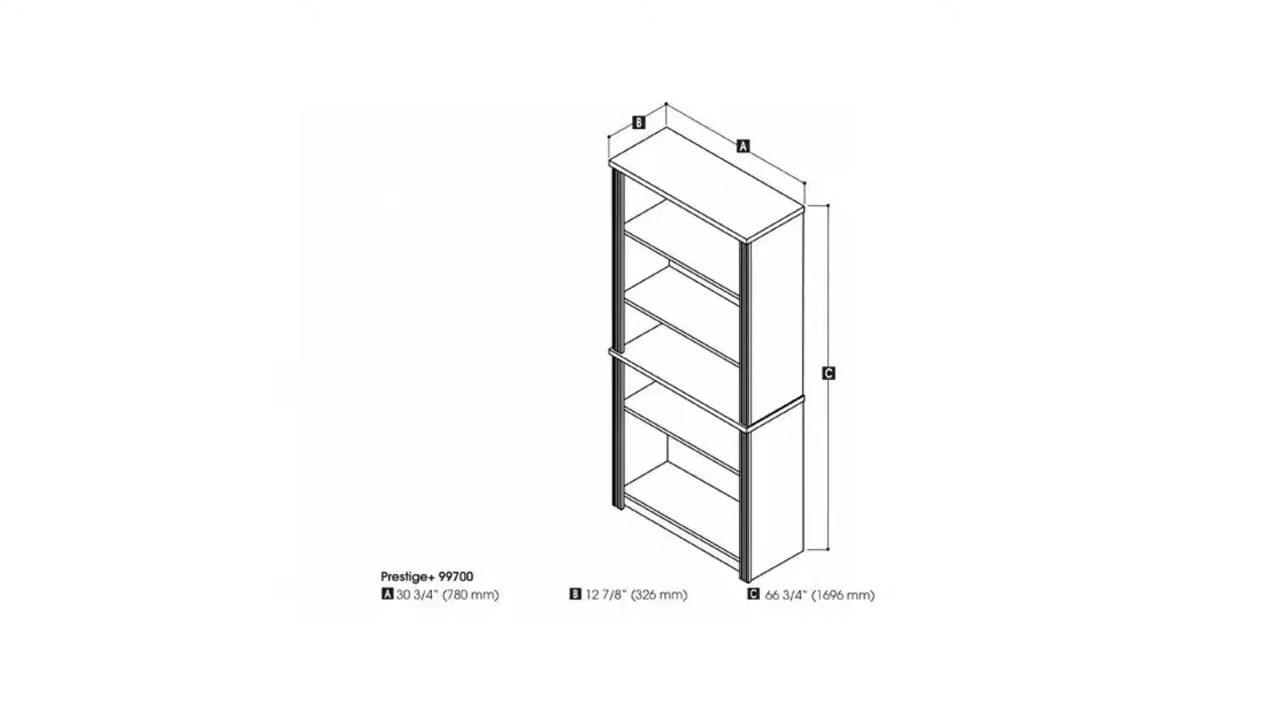 B
A
C
Prestige+ 99700
A 30 3/4" (780 mm) B 12 7/8" (326 mm) C 66 3/4" (1696 mm)